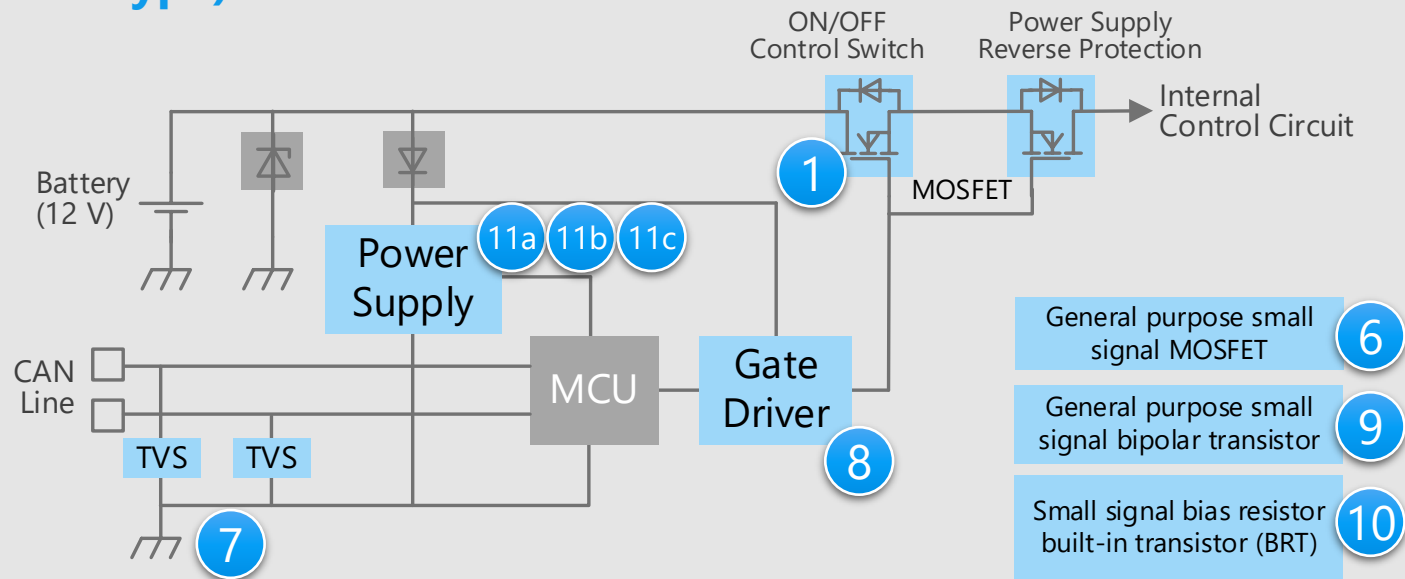 ype,
ON/OFF
Control Switch
Power Supply
Reverse Protection
Internal
Control Circuit
Battery
(12 V)
1
MOSFET
11a
11b
11c
Power
Supply
CAN
Line
MCU
Gate
Driver
8
TVS
TVS
7
General purpose small
signal MOSFET
6
General purpose small
signal bipolar transistor
9
Small signal bias resistor
built-in transistor (BRT)
10